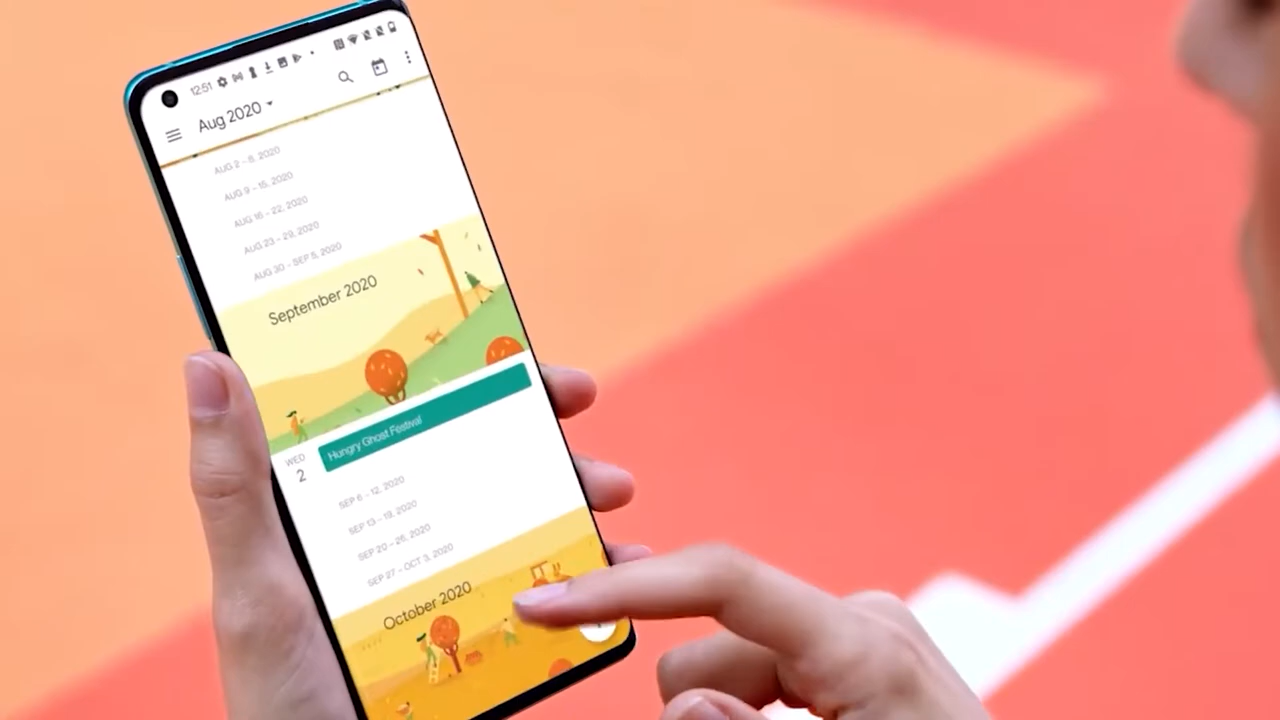 12:51
Aug 2020
AUG 2 – 8, 2020
AUG 9 – 15, 2020
AUG 16 – 22, 2020
AUG 23 – 29, 2020
AUG 30 – SEP 5, 2020
September 2020
WED
2
Hungry Ghost Festival
SEP 6 – 12, 2020
SEP 13 – 19, 2020
SEP 20 – 26, 2020
SEP 27 – OCT 3, 2020
October 2020